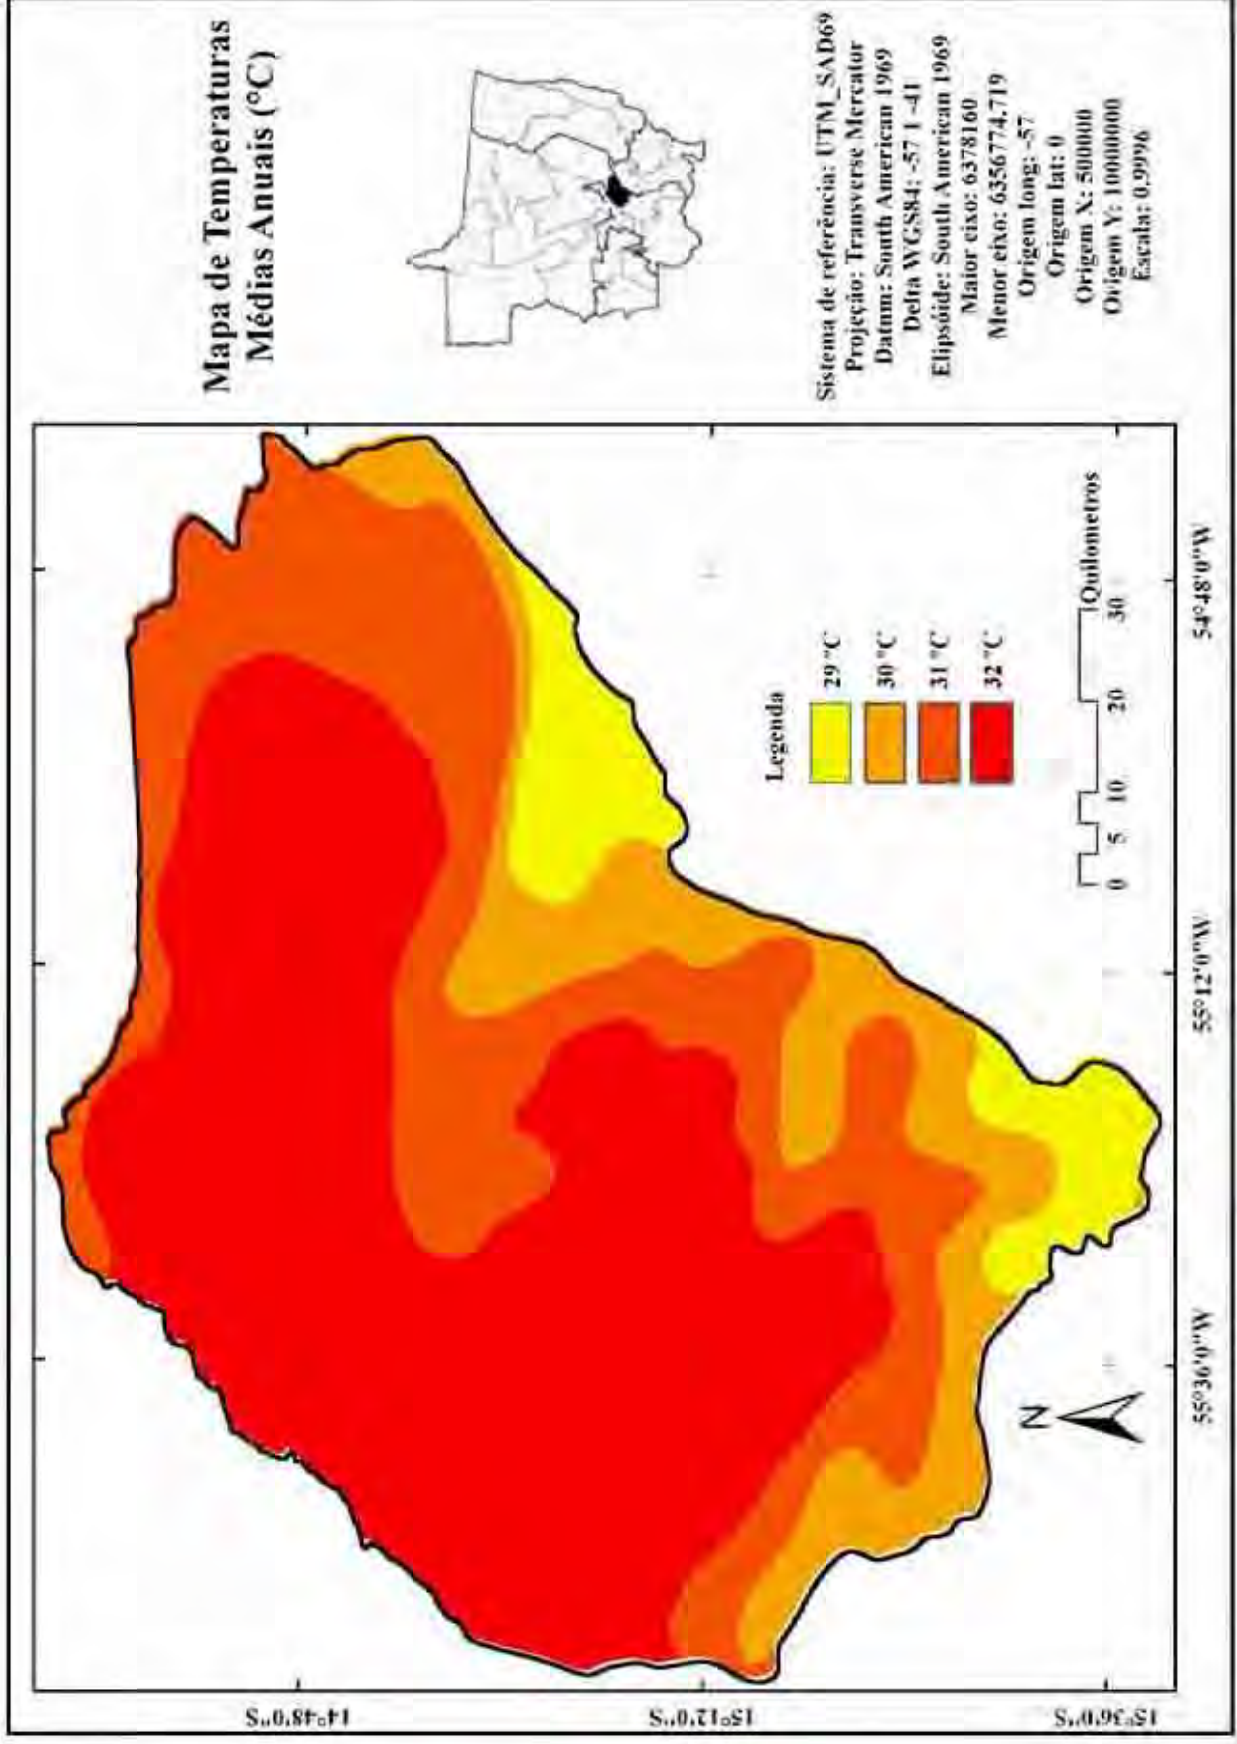 Mapa de Temperaturas
Médias Anuais (°C)
Sistema de referência: UTM_SAD69
Projeção: Transverse Mercator
Datum: South American 1969
Delta WGS84: -57 1 -41
Elipsóide: South American 1969
Maior eixo: 6378160
Menor eixo: 6356774.719
Origem long: -57
Origem lat: 0
Origem X: 500000
Origem Y: 10000000
Escala: 0.9996
Legenda
29 °C
30 °C
31 °C
32 °C
0 5 10 20 30 Quilometros
N
14°48'0"S
15°12'0"S
15°36'0"S
55°36'0"W
55°12'0"W
54°48'0"W